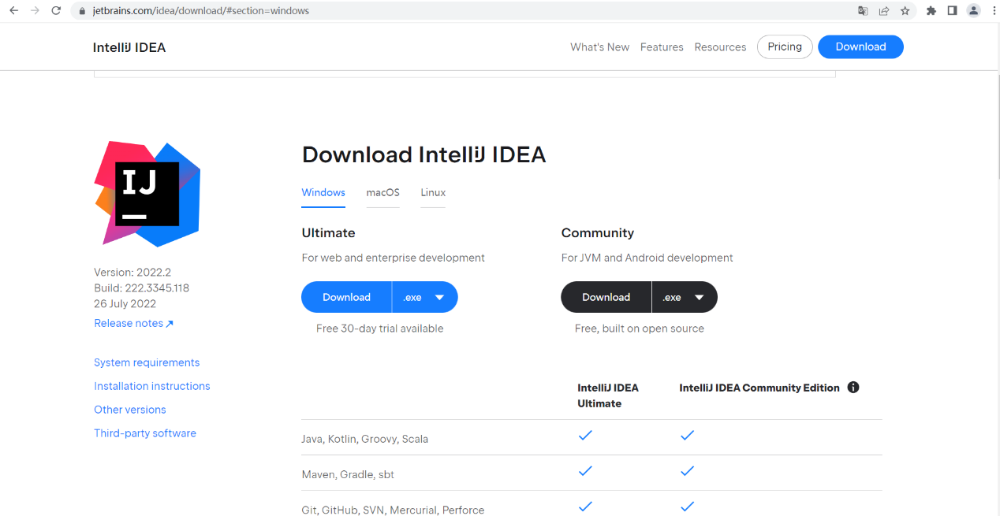 jetbrains.com/idea/download/#section=windows
IntelliJ IDEA
What's New Features Resources Pricing Download
IJ
Download IntelliJ IDEA
Windows macOS Linux
Ultimate
Community
For web and enterprise development
For JVM and Android development
Download .exe
Download .exe
Free 30-day trial available
Free, built on open source
Version: 2022.2
Build: 222.3345.118
26 July 2022
Release notes ↗
System requirements
Installation instructions
Other versions
Third-party software
IntelliJ IDEA
Ultimate
IntelliJ IDEA Community Edition
Java, Kotlin, Groovy, Scala
Maven, Gradle, sbt
Git, GitHub, SVN, Mercurial, Perforce